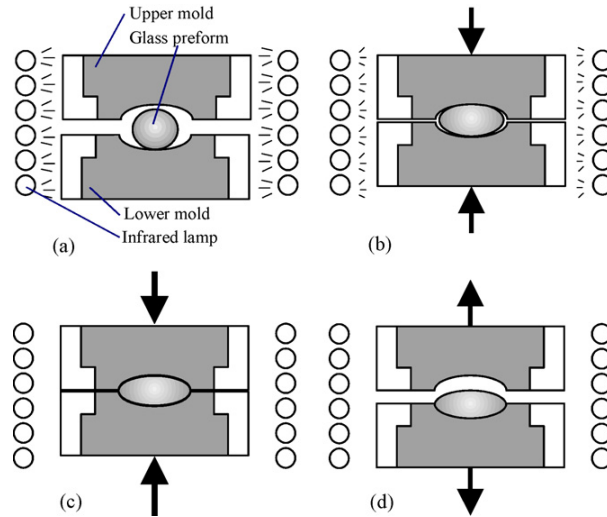 Upper mold
Glass preform
Lower mold
Infrared lamp
(a)
(b)
(c)
(d)